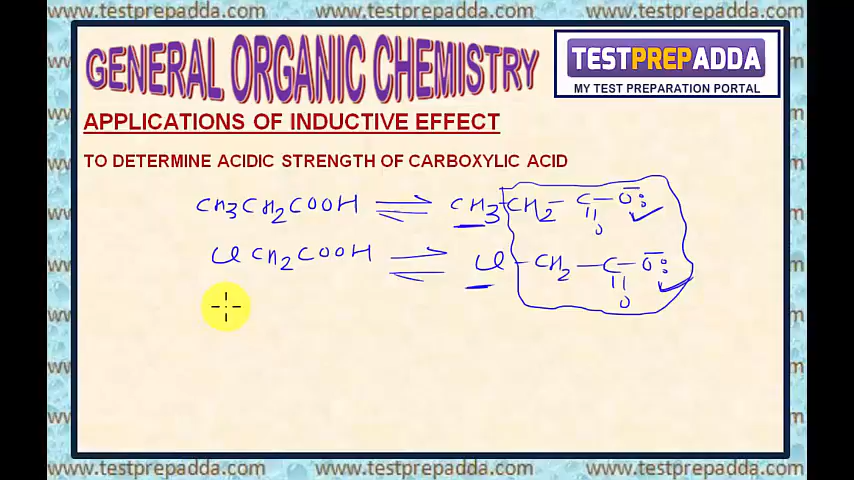 www.testprepadda.com www.testprepadda.com www.testprepadda.com
GENERAL ORGANIC CHEMISTRY
TESTPREPADDA
MY TEST PREPARATION PORTAL
APPLICATIONS OF INDUCTIVE EFFECT
TO DETERMINE ACIDIC STRENGTH OF CARBOXYLIC ACID
CH3CH2COOH ⇌ CH3-CH2-C-O:
O
Cl CH2COOH ⇌ Cl-CH2-C-O:
O
www.testprepadda.com www.testprepadda.com www.testprepadda.com